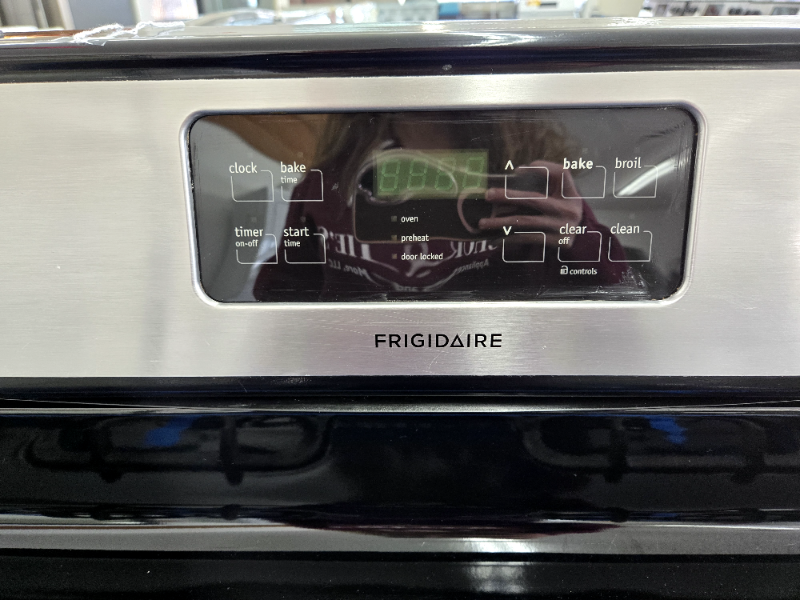 clock
bake
time
^
bake
broil
oven
preheat
door locked
timer
on-off
start
time
v
clear
off
clean
controls
FRIGIDAIRE